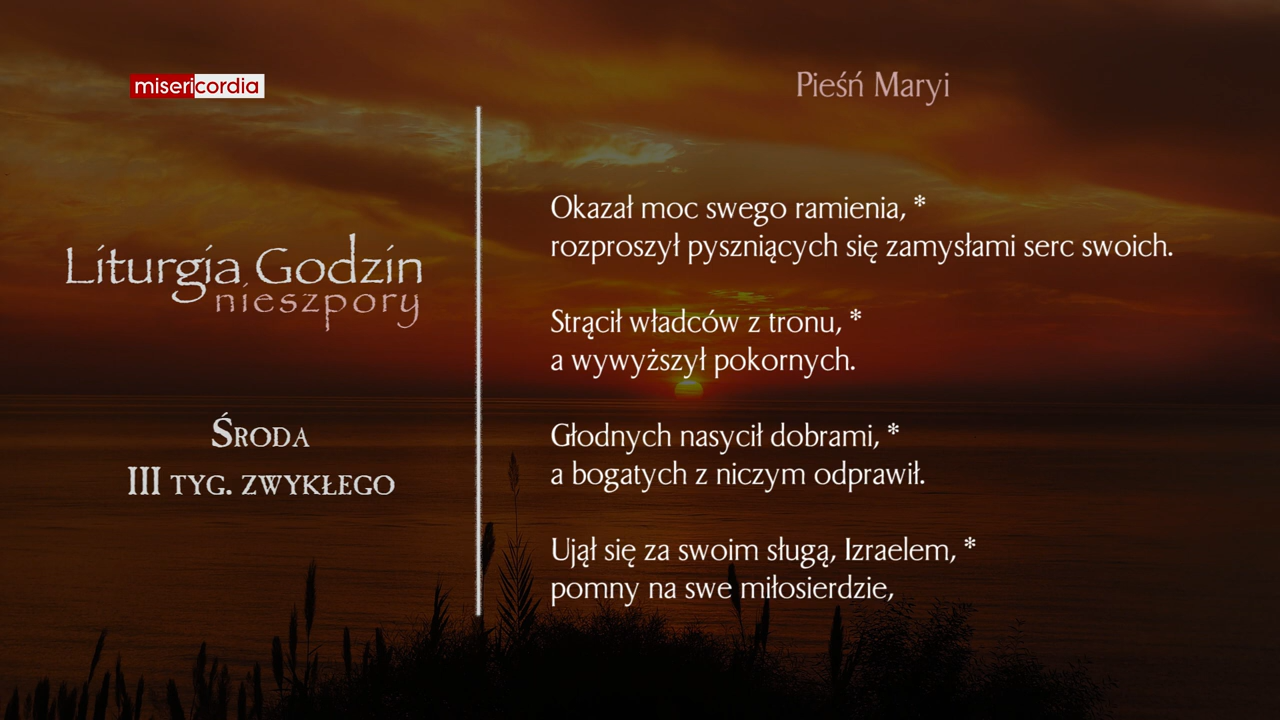 misericordia
Liturgia Godzin
nieszpory
Środa
III tyg. zwykłego
Pieśń Maryi
Okazał moc swego ramienia, *
rozproszył pyszniących się zamysłami serc swoich.
Strącił władców z tronu, *
a wywyższył pokornych.
Głodnych nasycił dobrami, *
a bogatych z niczym odprawił.
Ujął się za swoim sługą, Izraelem, *
pomny na swe miłosierdzie,